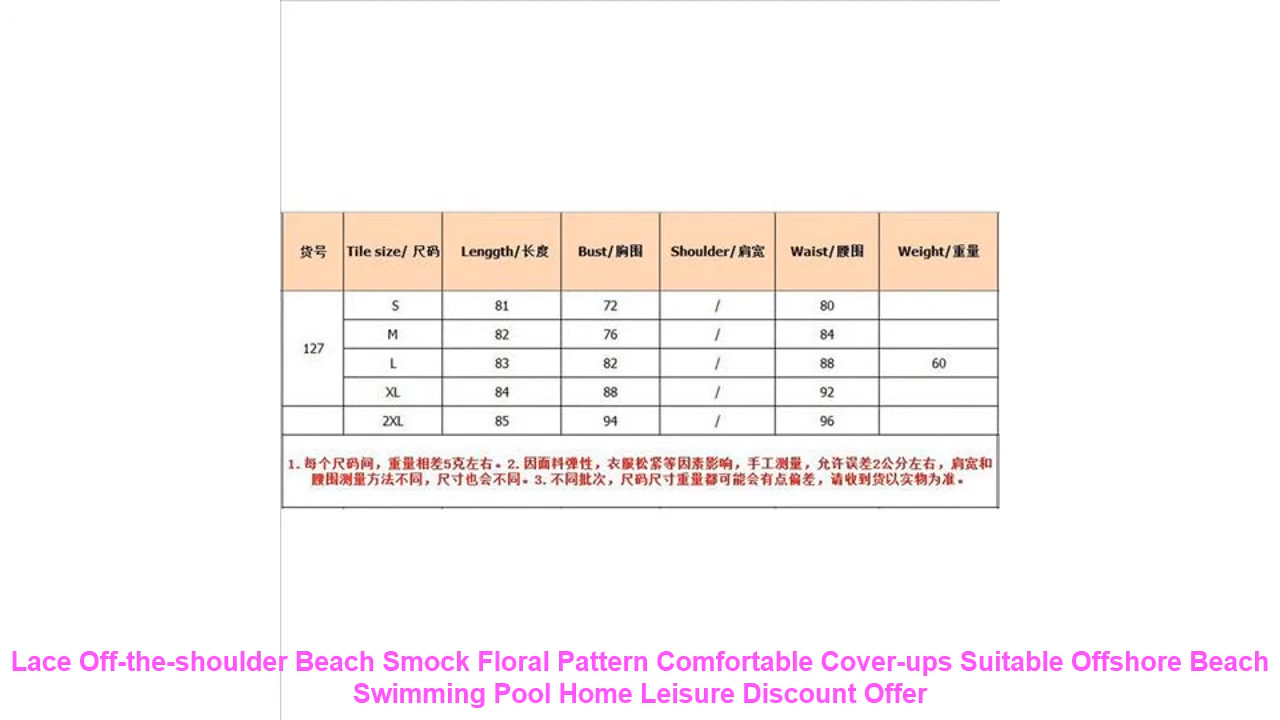 货号 Tile size/ 尺码 Lenggth/长度 Bust/胸围 Shoulder/肩宽 Waist/腰围 Weight/重量
S 81 72 / 80
M 82 76 / 84
127
L 83 82 / 88 60
XL 84 88 / 92
2XL 85 94 / 96
1.每个尺码间，重量相差5克左右。2.因面料弹性，衣服松紧等因素影响，手工测量，允许误差2公分左右，肩宽和
腰围测量方法不同，尺寸也会不同。3.不同批次，尺码尺寸重量都可能会有点偏差，请收到货以实物为准。
Lace Off-the-shoulder Beach Smock Floral Pattern Comfortable Cover-ups Suitable Offshore Beach
Swimming Pool Home Leisure Discount Offer